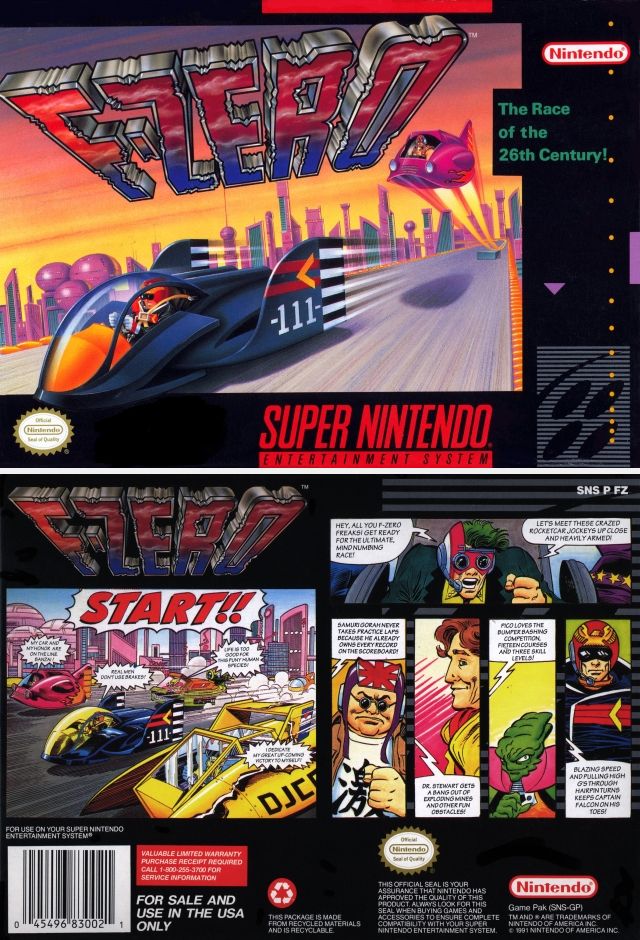 F-ZERO
TM
Nintendo®
The Race
of the
26th Century!
-111-
Official
Nintendo
Seal of Quality
SUPER NINTENDO®
ENTERTAINMENT SYSTEM
SNS P FZ
F-ZERO
TM
HEY, ALL YOU F-ZERO
FREAKS! GET READY
FOR THE ULTIMATE,
MIND NUMBING
RACE!
LET'S MEET THESE CRAZED
ROCKETCAR JOCKEYS UP CLOSE
AND HEAVILY ARMED!
START!!
MY CAR AND
MY HONOR ARE
ON THE LINE.
BANZAI!
REAL MEN
DON'T USE BRAKES!
LIFE IS TOO
GOOD FOR
THIS PUNY HUMAN
SPECIES!
-111-
I DEDICATE
MY GREAT UP-COMING
VICTORY TO MYSELF!
DJC
SAMURI GORAH NEVER
TAKES PRACTICE LAPS
BECAUSE HE ALREADY
OWNS EVERY RECORD
ON THE SCOREBOARD!
激
DR. STEWART GETS
A BANG OUT OF
EXPLODING MINES
AND OTHER FUN
OBSTACLES!
PICO LOVES THE
BUMPER BASHING
COMPETITION,
FIFTEEN COURSES
AND THREE SKILL
LEVELS!
BLAZING SPEED
AND PULLING HIGH
G'S THROUGH
HAIRPIN TURNS
KEEPS CAPTAIN
FALCON ON HIS
TOES!
FOR USE ON YOUR SUPER NINTENDO
ENTERTAINMENT SYSTEM®
0 45496 83002 1
VALUABLE LIMITED WARRANTY
PURCHASE RECEIPT REQUIRED
CALL 1-800-255-3700 FOR
SERVICE INFORMATION
FOR SALE AND
USE IN THE USA
ONLY
THIS PACKAGE IS MADE
FROM RECYCLED MATERIALS
AND IS RECYCLABLE.
Official
Nintendo
Seal of Quality
THIS OFFICIAL SEAL IS YOUR
ASSURANCE THAT NINTENDO HAS
APPROVED THE QUALITY OF THIS
PRODUCT. ALWAYS LOOK FOR THIS
SEAL WHEN BUYING GAMES AND
ACCESSORIES TO ENSURE COMPLETE
COMPATIBILITY WITH YOUR SUPER
NINTENDO ENTERTAINMENT SYSTEM.
Nintendo®
Game Pak (SNS-GP)
TM AND ® ARE TRADEMARKS OF
NINTENDO OF AMERICA INC.
© 1991 NINTENDO OF AMERICA INC.